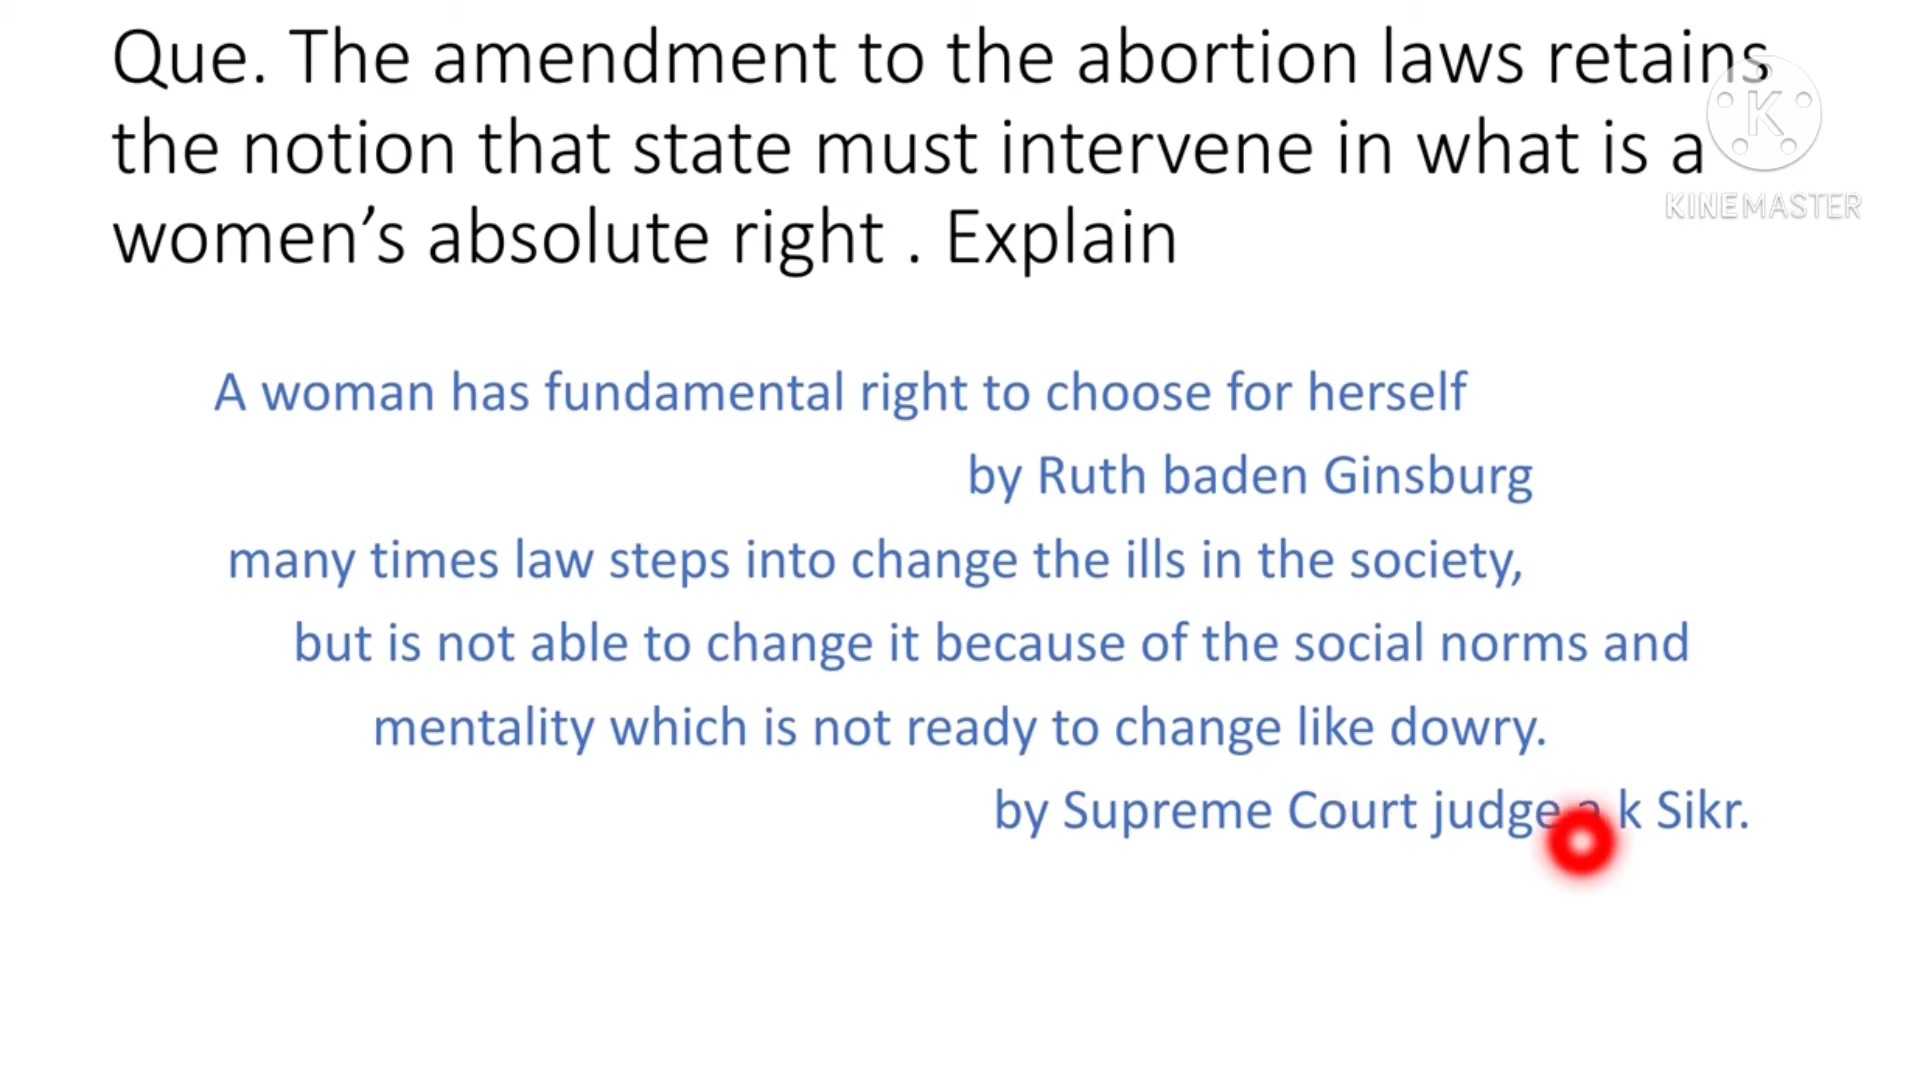 Que. The amendment to the abortion laws retains
the notion that state must intervene in what is a
women’s absolute right . Explain
K
KINEMASTER
A woman has fundamental right to choose for herself
by Ruth baden Ginsburg
many times law steps into change the ills in the society,
but is not able to change it because of the social norms and
mentality which is not ready to change like dowry.
by Supreme Court judge a k Sikr.